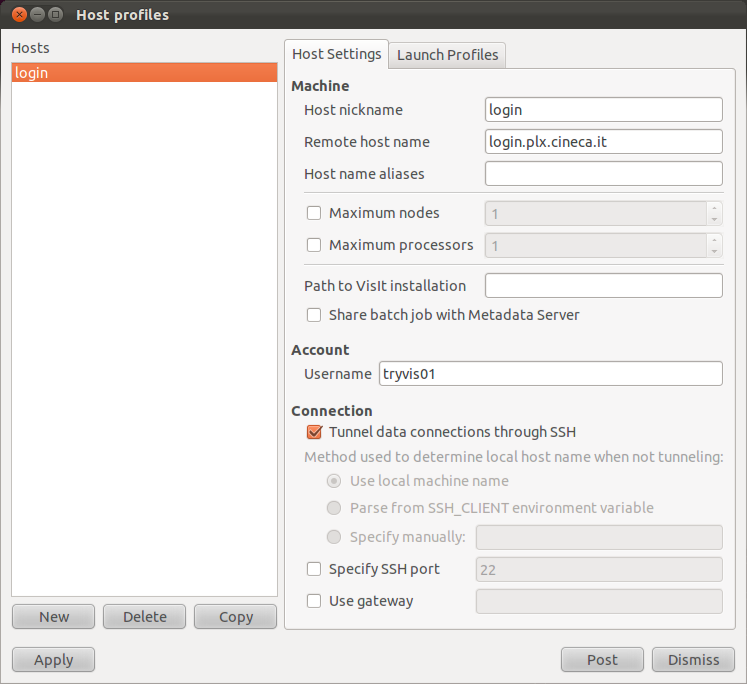 Host profiles
Hosts
login
Host Settings
Launch Profiles
Machine
Host nickname login
Remote host name login.plx.cineca.it
Host name aliases
Maximum nodes 1
Maximum processors 1
Path to VisIt installation
Share batch job with Metadata Server
Account
Username tryvis01
Connection
Tunnel data connections through SSH
Method used to determine local host name when not tunneling:
Use local machine name
Parse from SSH_CLIENT environment variable
Specify manually:
Specify SSH port 22
Use gateway
New Delete Copy
Apply Post Dismiss